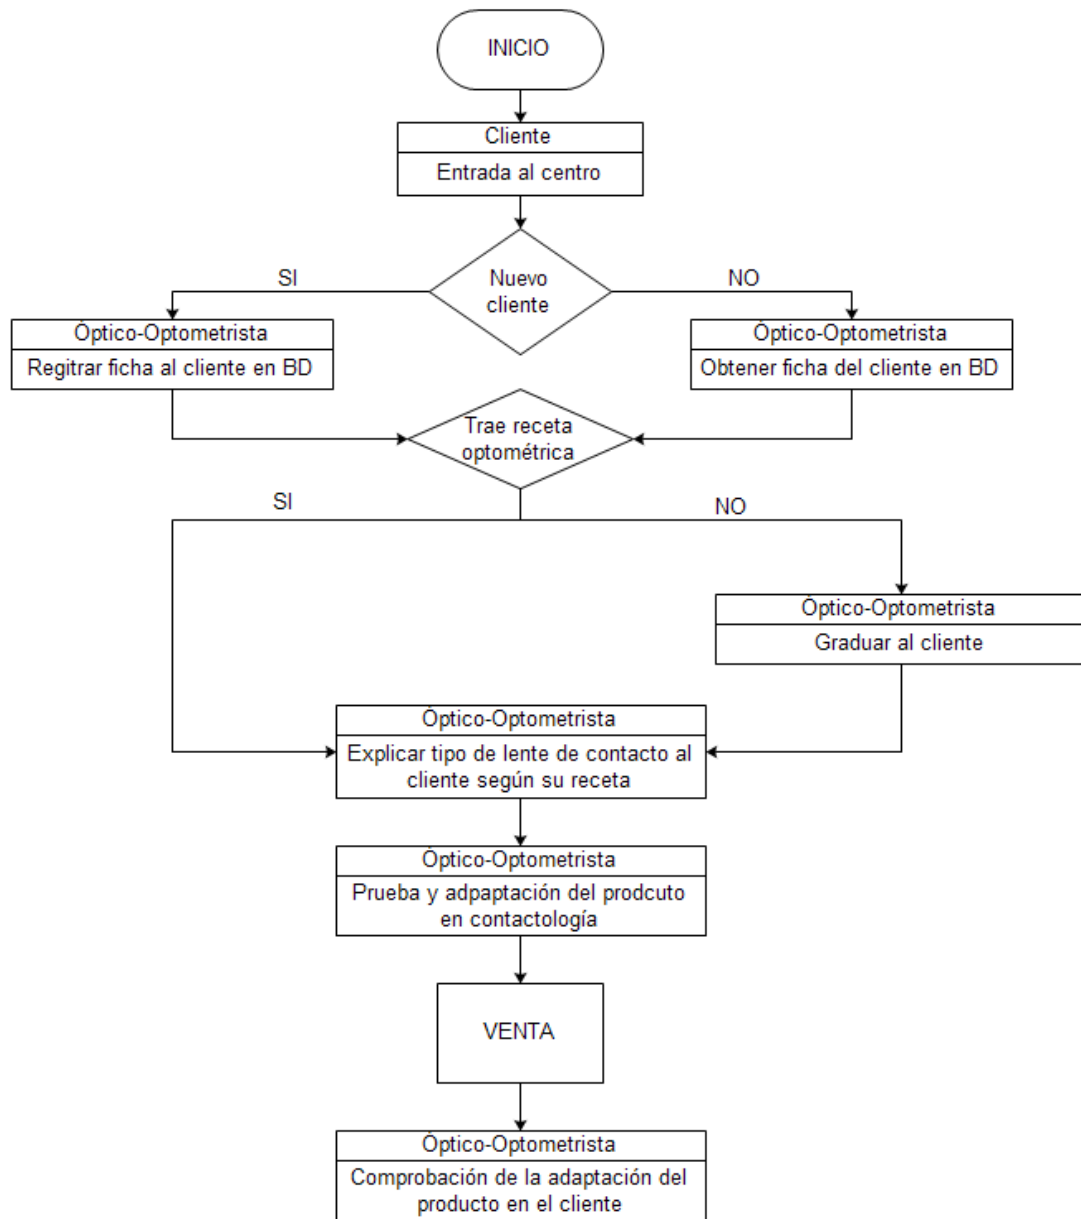 INICIO
Cliente
Entrada al centro
Nuevo
cliente
SI
NO
Óptico-Optometrista
Regitrar ficha al cliente en BD
Óptico-Optometrista
Obtener ficha del cliente en BD
Trae receta
optométrica
SI
NO
Óptico-Optometrista
Graduar al cliente
Óptico-Optometrista
Explicar tipo de lente de contacto al
cliente según su receta
Óptico-Optometrista
Prueba y adpaptación del prodcuto
en contactología
VENTA
Óptico-Optometrista
Comprobación de la adaptación del
producto en el cliente